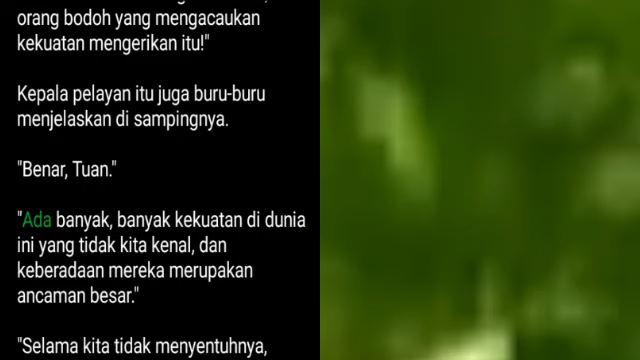 orang bodoh yang mengacaukan
kekuatan mengerikan itu!"
Kepala pelayan itu juga buru-buru
menjelaskan di sampingnya.
"Benar, Tuan."
"Ada banyak, banyak kekuatan di dunia
ini yang tidak kita kenal, dan
keberadaan mereka merupakan
ancaman besar."
"Selama kita tidak menyentuhnya,